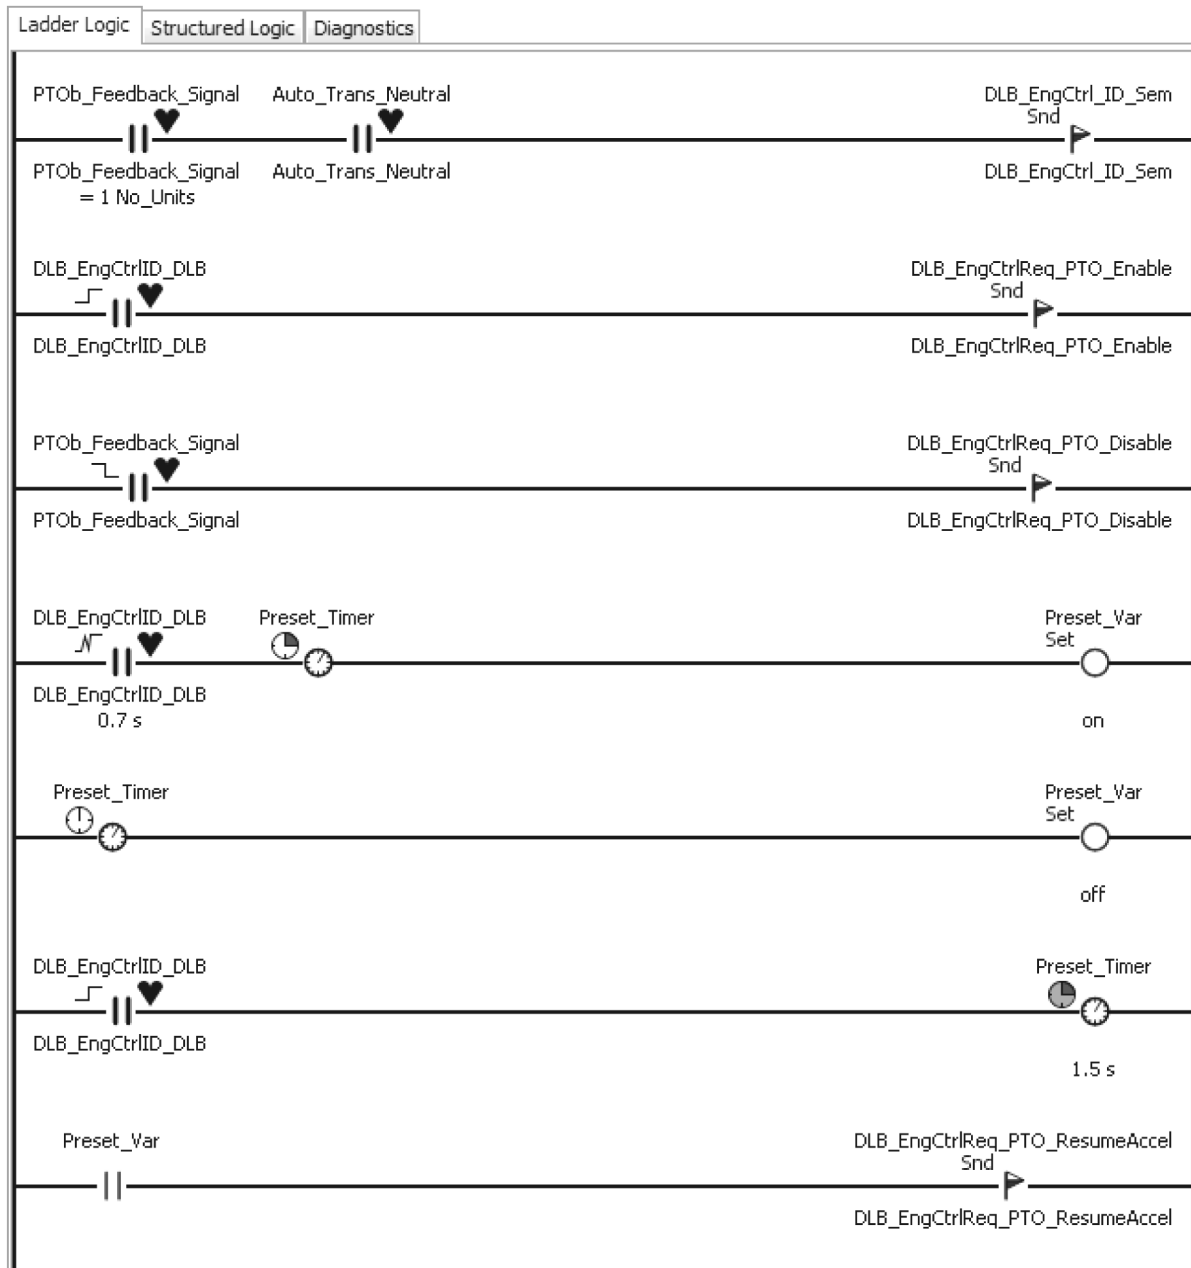 Ladder Logic Structured Logic Diagnostics
PTOb_Feedback_Signal Auto_Trans_Neutral DLB_EngCtrl_ID_Sem
Snd
PTOb_Feedback_Signal Auto_Trans_Neutral DLB_EngCtrl_ID_Sem
= 1 No_Units
DLB_EngCtrlID_DLB DLB_EngCtrlReq_PTO_Enable
Snd
DLB_EngCtrlID_DLB DLB_EngCtrlReq_PTO_Enable
PTOb_Feedback_Signal DLB_EngCtrlReq_PTO_Disable
Snd
PTOb_Feedback_Signal DLB_EngCtrlReq_PTO_Disable
DLB_EngCtrlID_DLB Preset_Timer Preset_Var
Set
DLB_EngCtrlID_DLB
0.7 s on
Preset_Timer Preset_Var
Set
off
DLB_EngCtrlID_DLB Preset_Timer
DLB_EngCtrlID_DLB
1.5 s
Preset_Var DLB_EngCtrlReq_PTO_ResumeAccel
Snd
DLB_EngCtrlReq_PTO_ResumeAccel